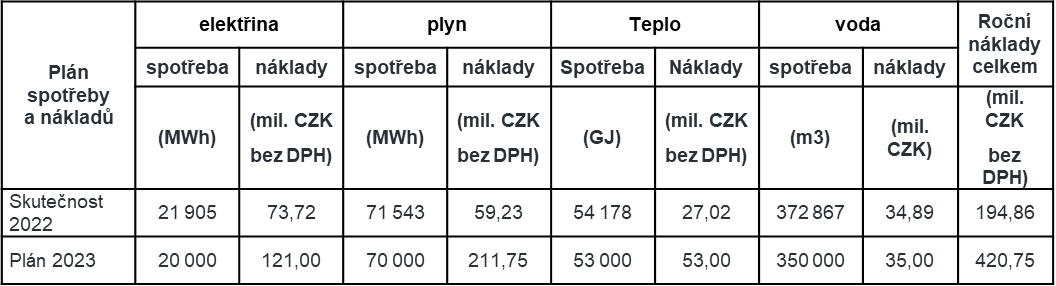 Plán
spotřeby
a nákladů
elektřina
plyn
Teplo
voda
Roční
náklady
celkem
spotřeba
náklady
spotřeba
náklady
Spotřeba
Náklady
spotřeba
náklady
(MWh)
(mil. CZK
bez DPH)
(MWh)
(mil. CZK
bez DPH)
(GJ)
(mil. CZK
bez DPH)
(m3)
(mil.
CZK)
(mil.
CZK
bez
DPH)
Skutečnost
2022
21 905
73,72
71 543
59,23
54 178
27,02
372 867
34,89
194,86
Plán 2023
20 000
121,00
70 000
211,75
53 000
53,00
350 000
35,00
420,75